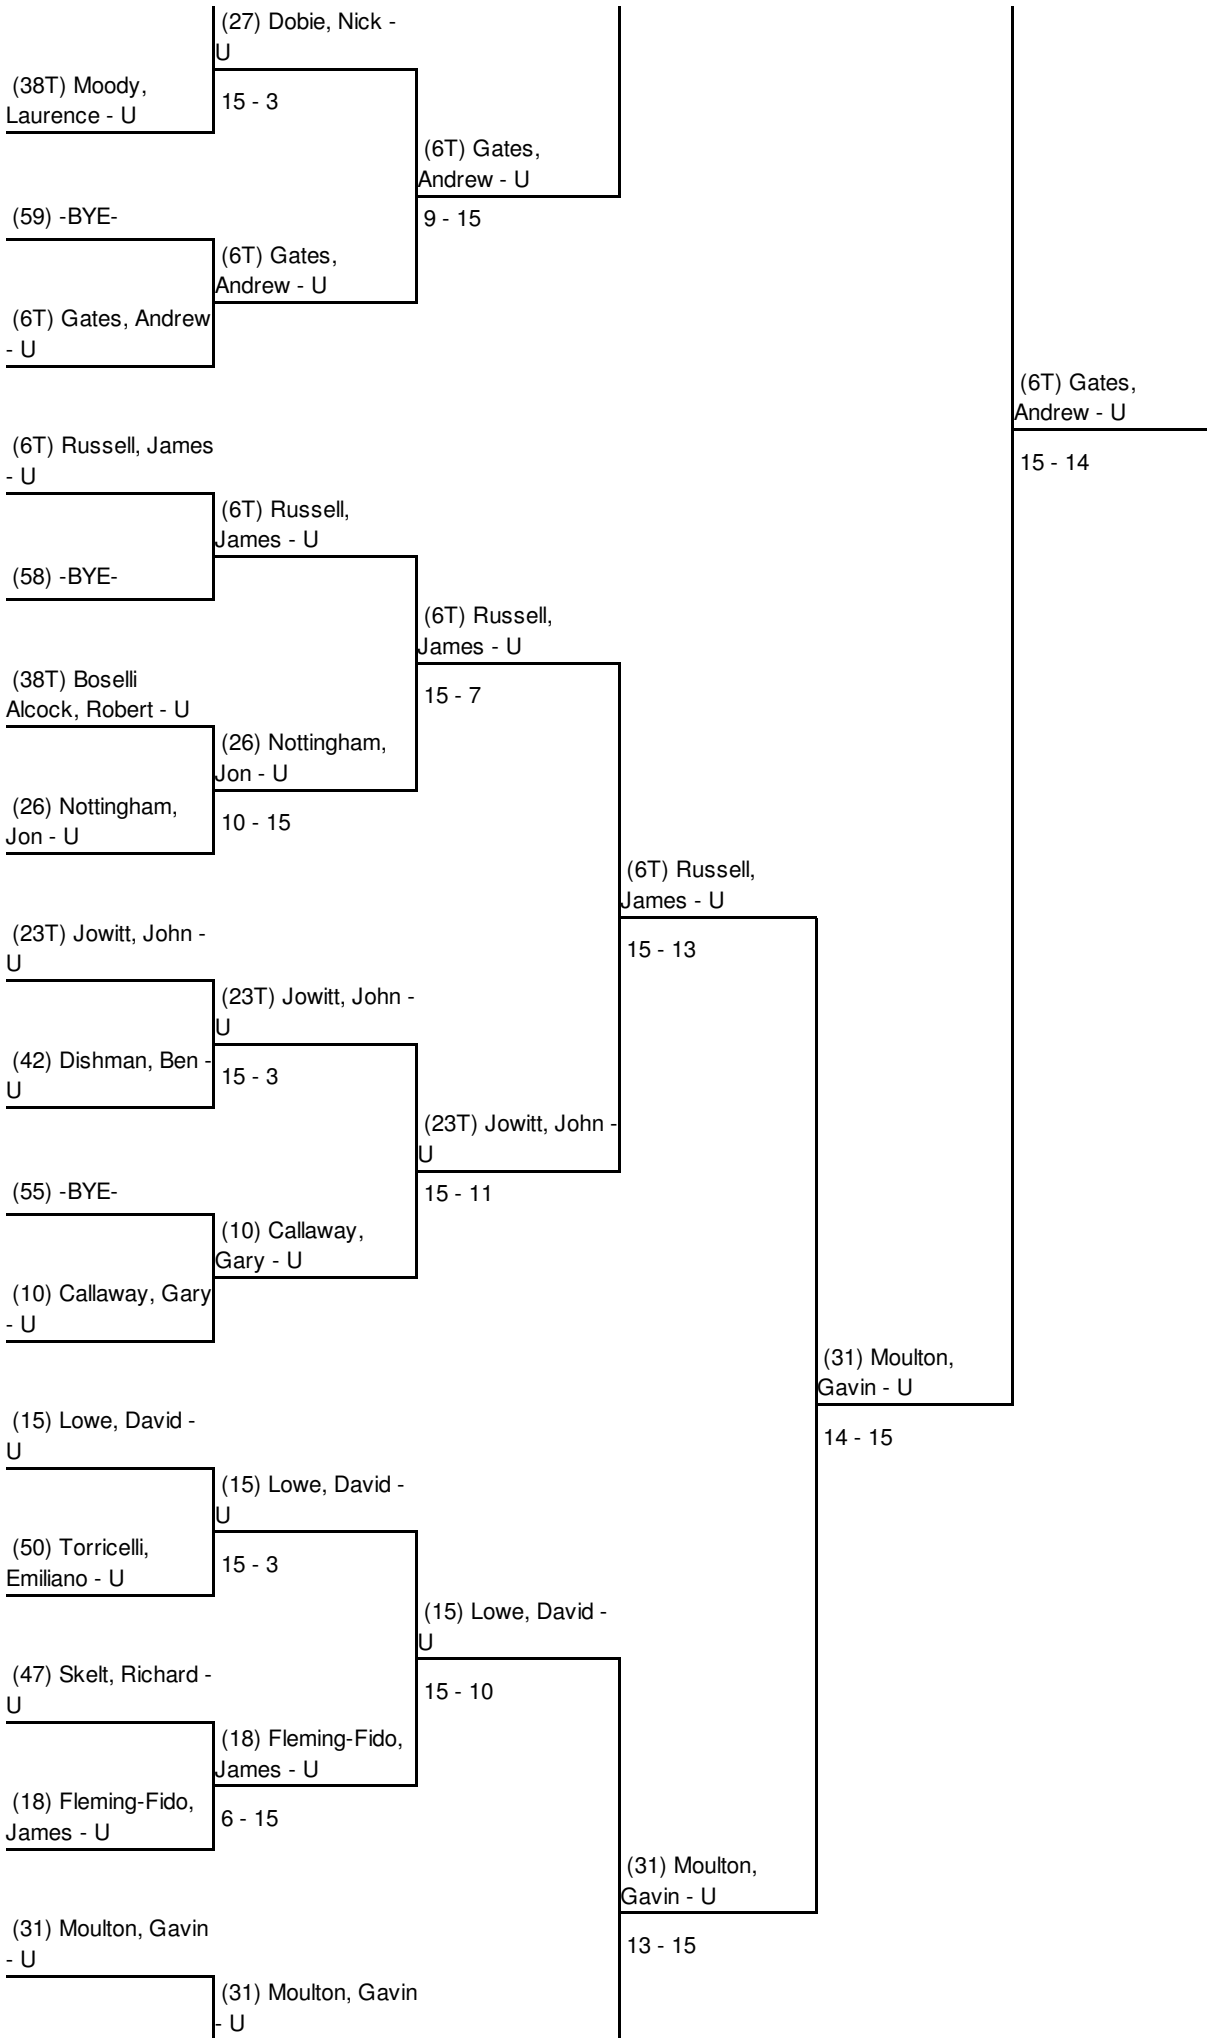 (27) Dobie, Nick -
U
(38T) Moody,
Laurence - U
15 - 3
(6T) Gates,
Andrew - U
(59) -BYE-
9 - 15
(6T) Gates,
Andrew - U
(6T) Gates, Andrew
- U
(6T) Gates,
Andrew - U
(6T) Russell, James
- U
15 - 14
(6T) Russell,
James - U
(58) -BYE-
(6T) Russell,
James - U
(38T) Boselli
Alcock, Robert - U
15 - 7
(26) Nottingham,
Jon - U
(26) Nottingham,
Jon - U
10 - 15
(6T) Russell,
James - U
(23T) Jowitt, John -
U
15 - 13
(23T) Jowitt, John -
U
(42) Dishman, Ben -
U
15 - 3
(23T) Jowitt, John -
U
(55) -BYE-
15 - 11
(10) Callaway,
Gary - U
(10) Callaway, Gary
- U
(31) Moulton,
Gavin - U
(15) Lowe, David -
U
14 - 15
(15) Lowe, David -
U
(50) Torricelli,
Emiliano - U
15 - 3
(15) Lowe, David -
U
(47) Skelt, Richard -
U
15 - 10
(18) Fleming-Fido,
James - U
(18) Fleming-Fido,
James - U
6 - 15
(31) Moulton,
Gavin - U
(31) Moulton, Gavin
- U
13 - 15
(31) Moulton, Gavin
- U